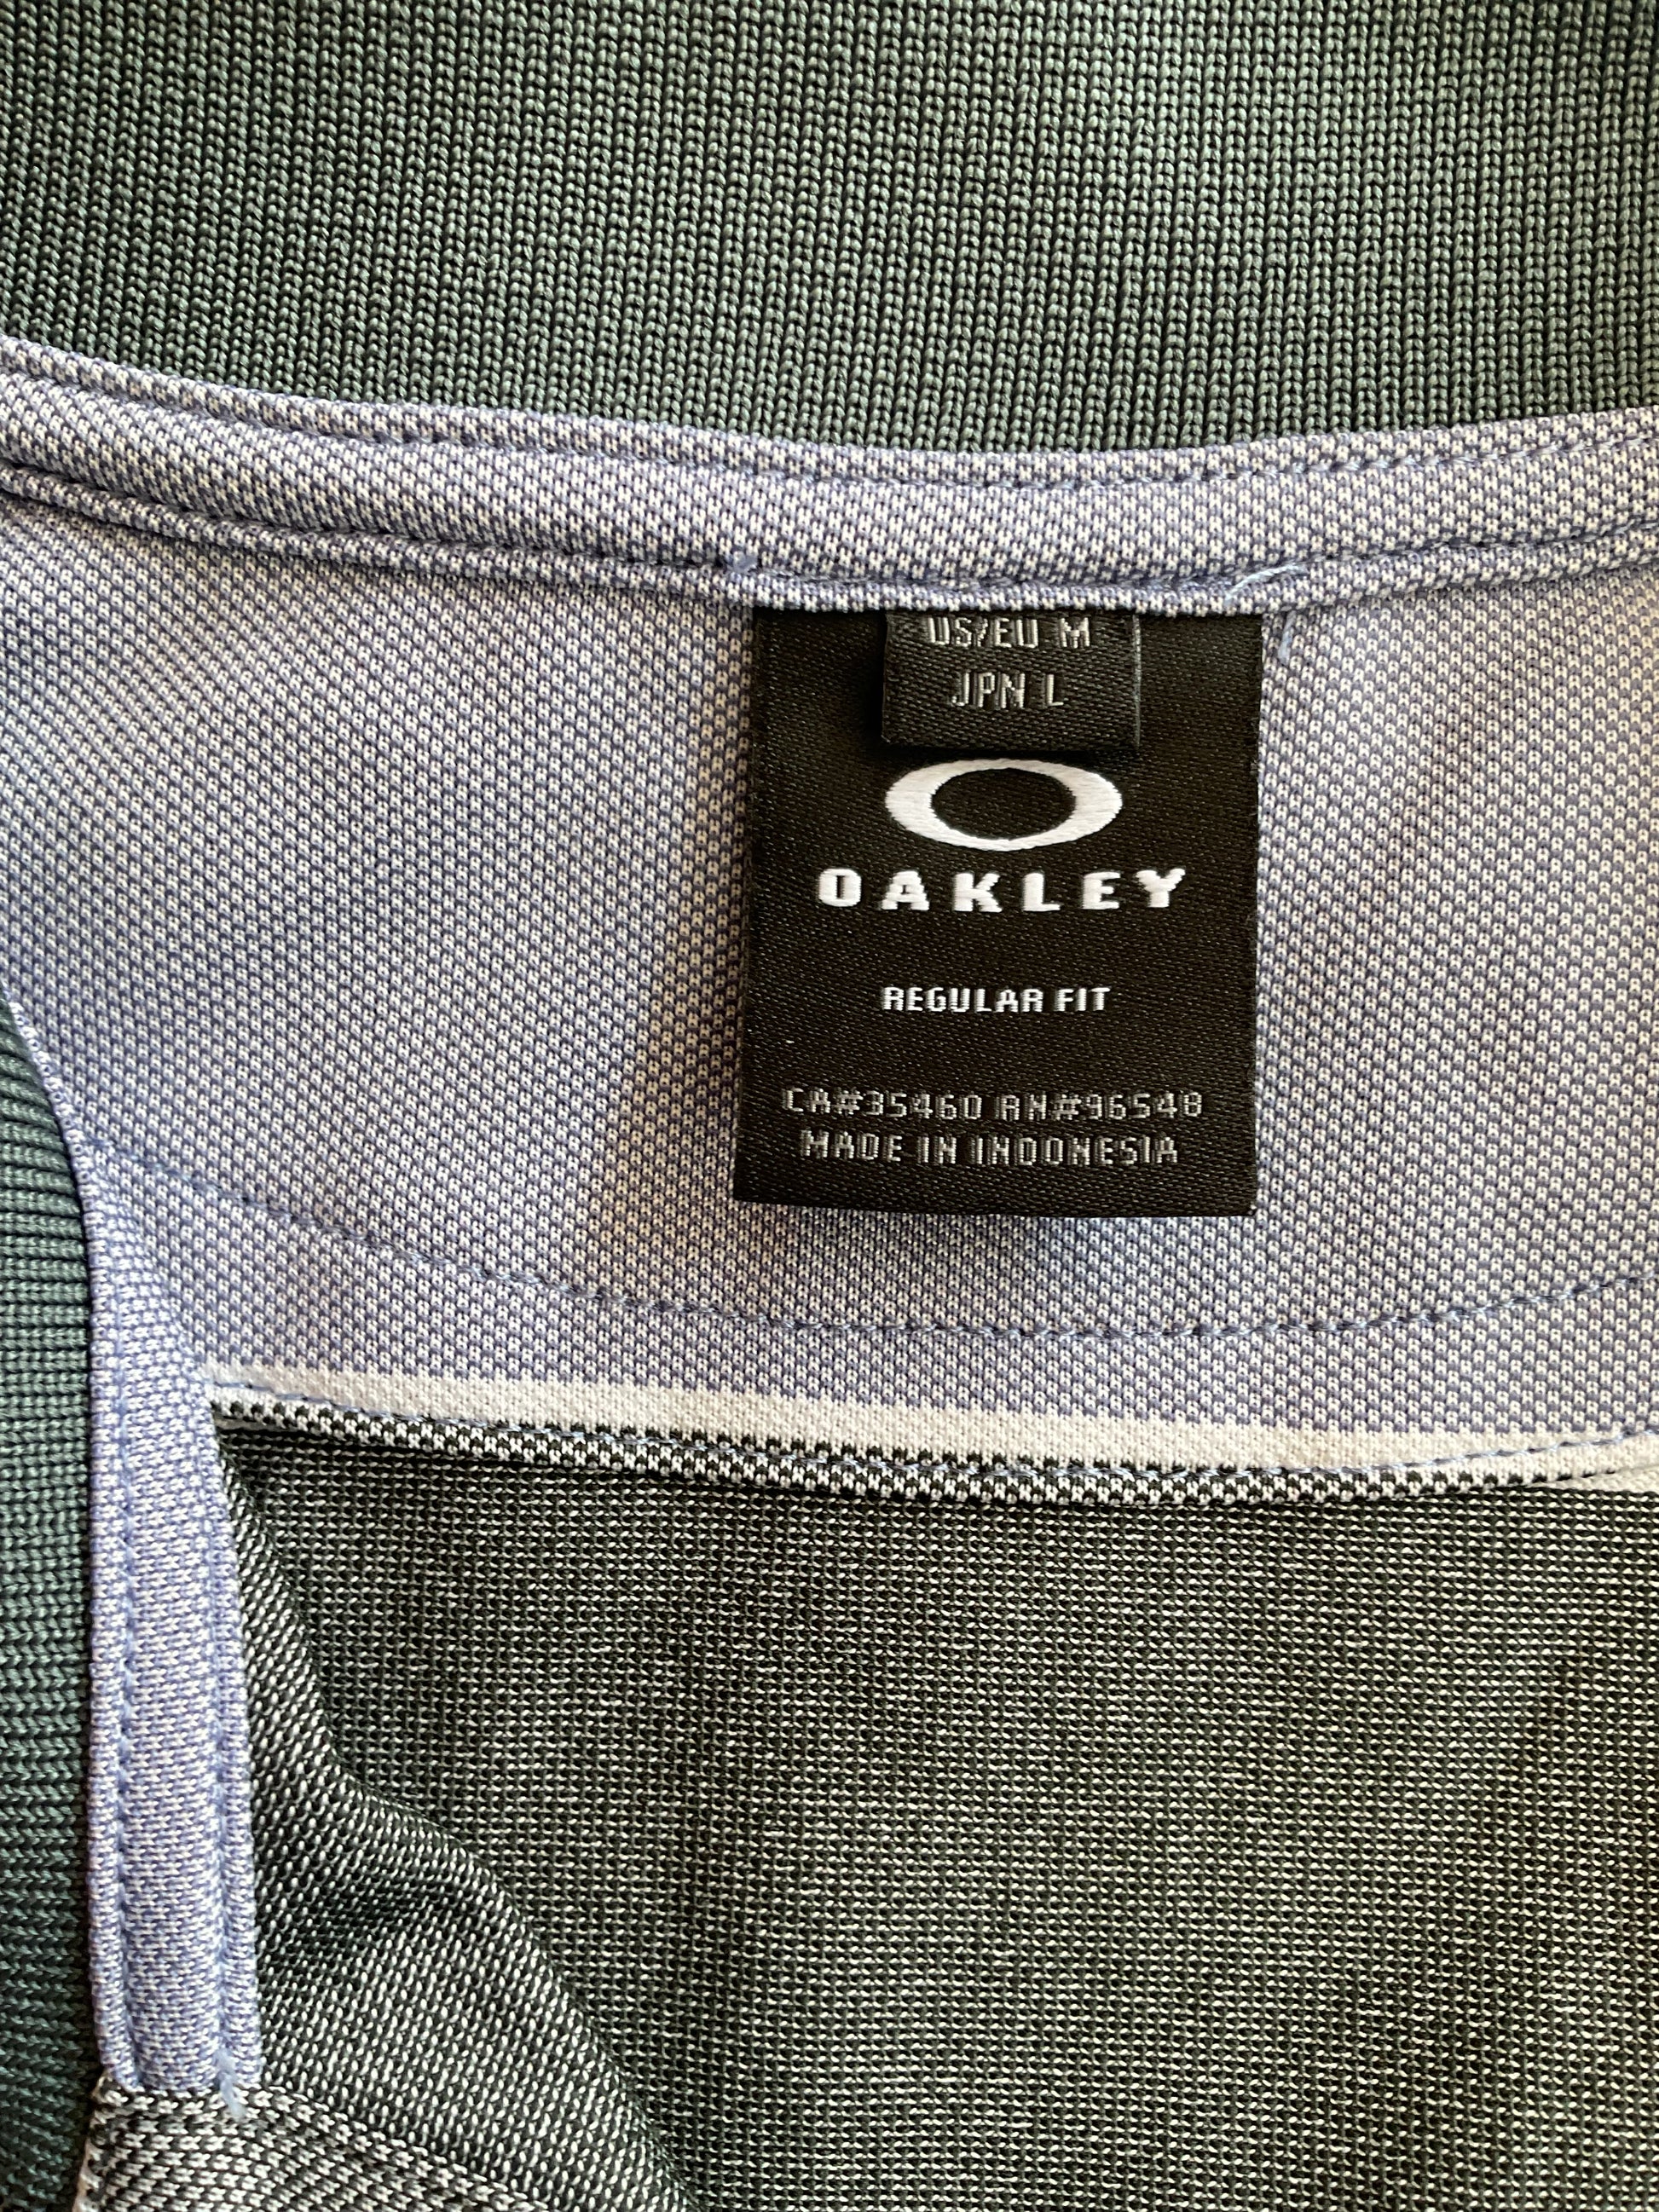 US/EU M
JPN L
OAKLEY
REGULAR FIT
CA#35460 RN#96548
MADE IN INDONESIA